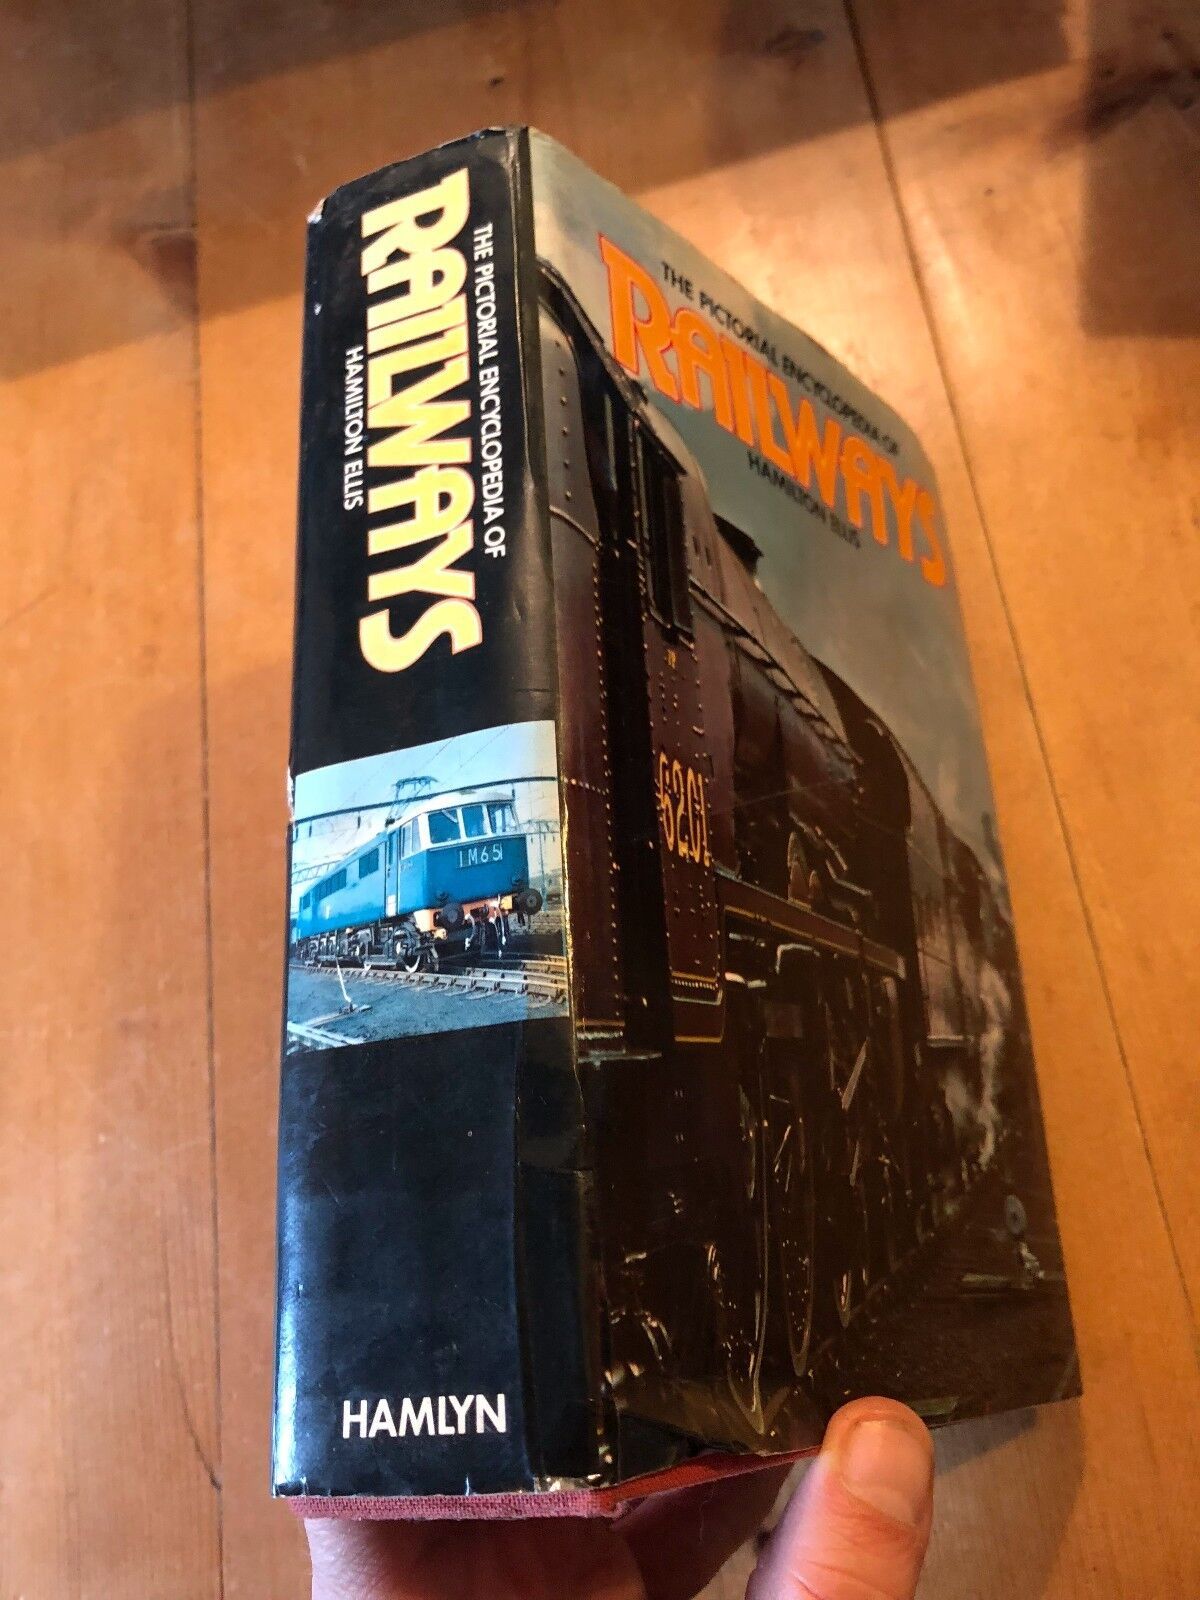 THE PICTORIAL ENCYCLOPEDIA OF
RAILWAYS
HAMILTON ELLIS
1M65
HAMLYN
THE PICTORIAL ENCYCLOPEDIA OF
RAILWAYS
HAMILTON ELLIS
6201